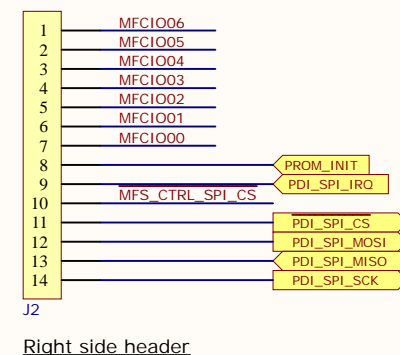 1 MFCIO06
2 MFCIO05
3 MFCIO04
4 MFCIO03
5 MFCIO02
6 MFCIO01
7 MFCIO00
8 PROM_INIT
9 PDI_SPI_IRQ
10 MFS_CTRL_SPI_CS
11 PDI_SPI_CS
12 PDI_SPI_MOSI
13 PDI_SPI_MISO
14 PDI_SPI_SCK
J2
Right side header